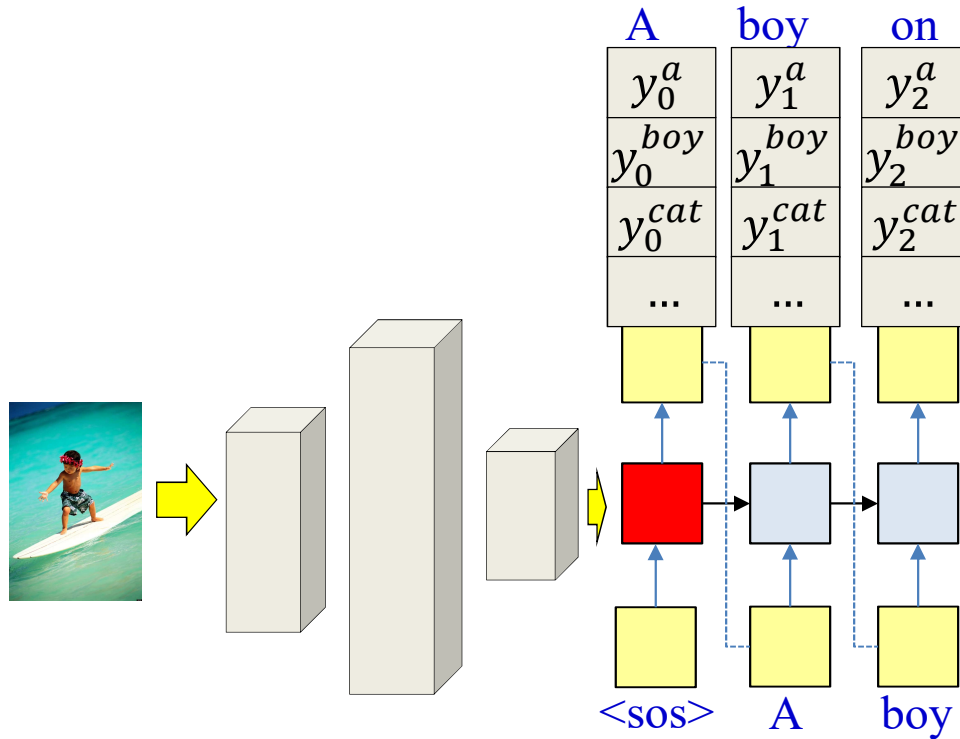 A boy on
y_0^a y_1^a y_2^a
y_0^{boy} y_1^{boy} y_2^{boy}
y_0^{cat} y_1^{cat} y_2^{cat}
... ... ...
<sos> A boy